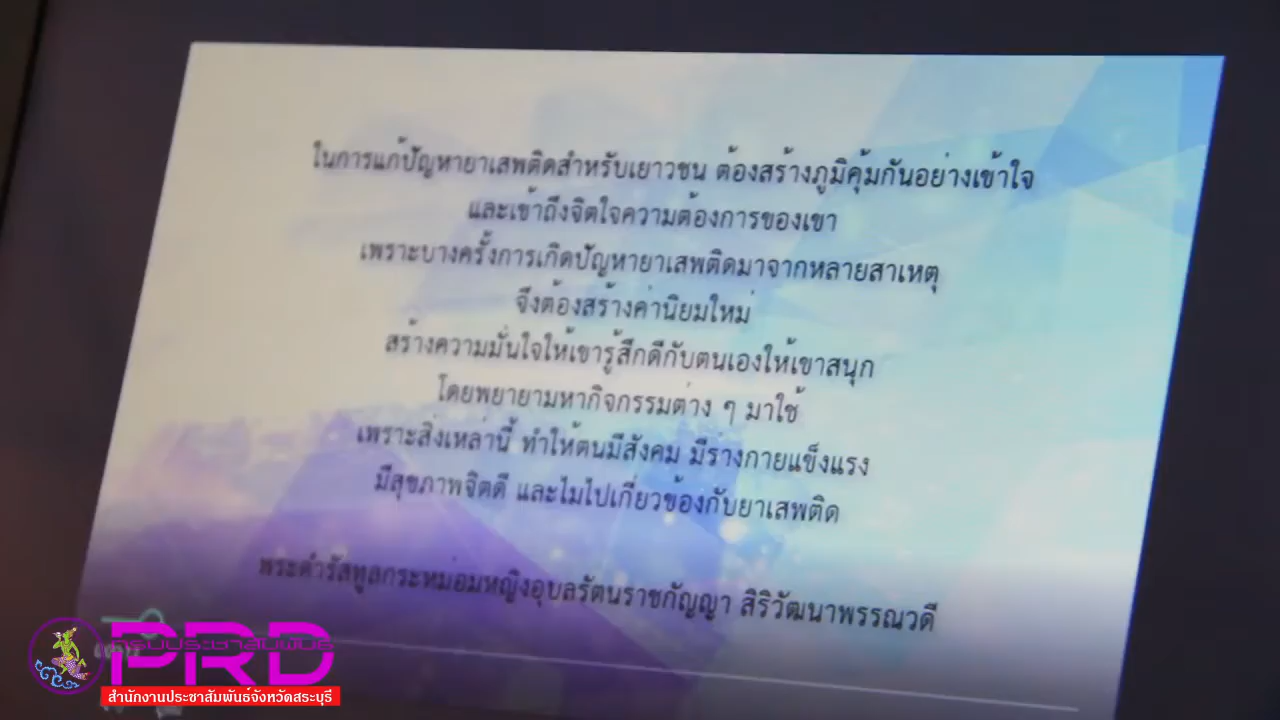 ในการแก้ปัญหายาเสพติดสำหรับเยาวชน ต้องสร้างภูมิคุ้มกันอย่างเข้าใจ
และเข้าถึงจิตใจความต้องการของเขา
เพราะบางครั้งการเกิดปัญหายาเสพติดมาจากหลายสาเหตุ
จึงต้องสร้างค่านิยมใหม่
สร้างความมั่นใจให้เขารู้สึกดีกับตนเองให้เขาสนุก
โดยพยายามหากิจกรรมต่าง ๆ มาใช้
เพราะสิ่งเหล่านี้ ทำให้ตนมีสังคม มีร่างกายแข็งแรง
มีสุขภาพจิตดี และไมไปเกี่ยวข้องกับยาเสพติด
พระดำรัสทูลกระหม่อมหญิงอุบลรัตนราชกัญญา สิริวัฒนาพรรณวดี
กรมประชาสัมพันธ์
PRD
สำนักงานประชาสัมพันธ์จังหวัดสระบุรี